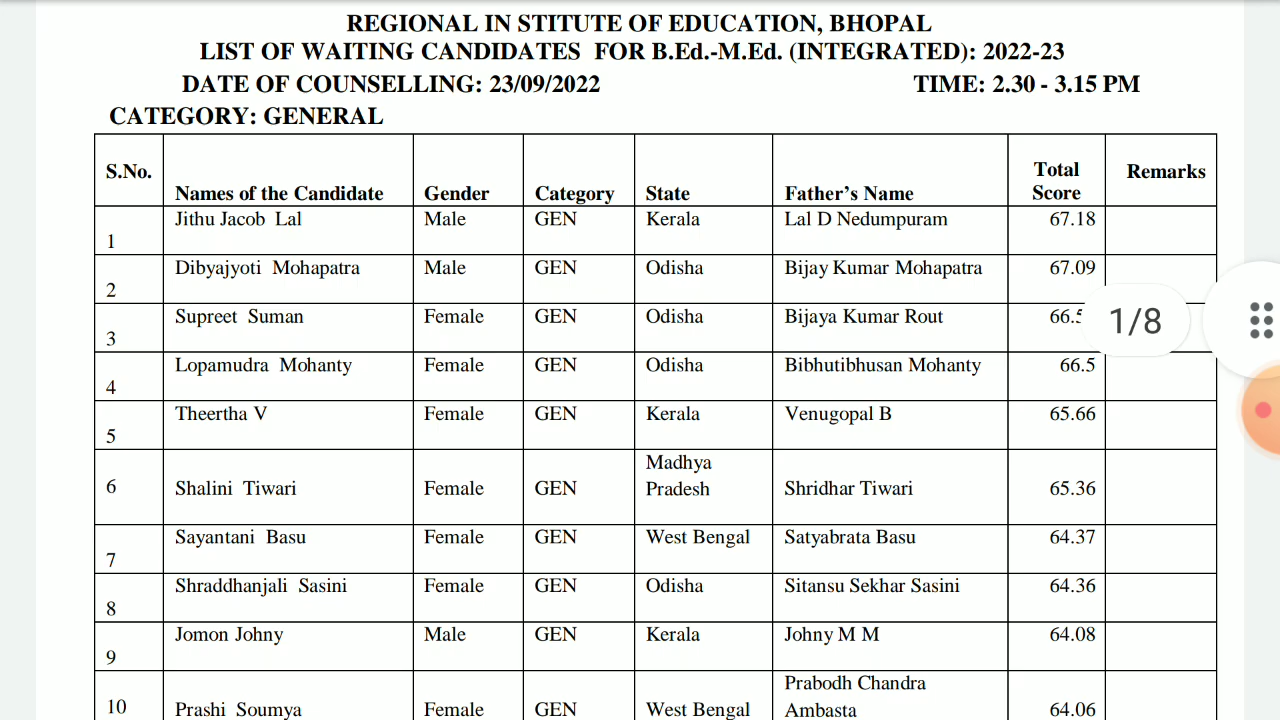 REGIONAL IN STITUTE OF EDUCATION, BHOPAL
LIST OF WAITING CANDIDATES FOR B.Ed.-M.Ed. (INTEGRATED): 2022-23
DATE OF COUNSELLING: 23/09/2022 TIME: 2.30 - 3.15 PM
CATEGORY: GENERAL
S.No. Names of the Candidate Gender Category State Father's Name Total Score Remarks
1 Jithu Jacob Lal Male GEN Kerala Lal D Nedumpuram 67.18
2 Dibyajyoti Mohapatra Male GEN Odisha Bijay Kumar Mohapatra 67.09
3 Supreet Suman Female GEN Odisha Bijaya Kumar Rout
1/8
4 Lopamudra Mohanty Female GEN Odisha Bibhutibhusan Mohanty 66.5
5 Theertha V Female GEN Kerala Venugopal B 65.66
6 Shalini Tiwari Female GEN Madhya Pradesh Shridhar Tiwari 65.36
7 Sayantani Basu Female GEN West Bengal Satyabrata Basu 64.37
8 Shraddhanjali Sasini Female GEN Odisha Sitansu Sekhar Sasini 64.36
9 Jomon Johny Male GEN Kerala Johny M M 64.08
10 Prashi Soumya Female GEN West Bengal Prabodh Chandra Ambasta 64.06